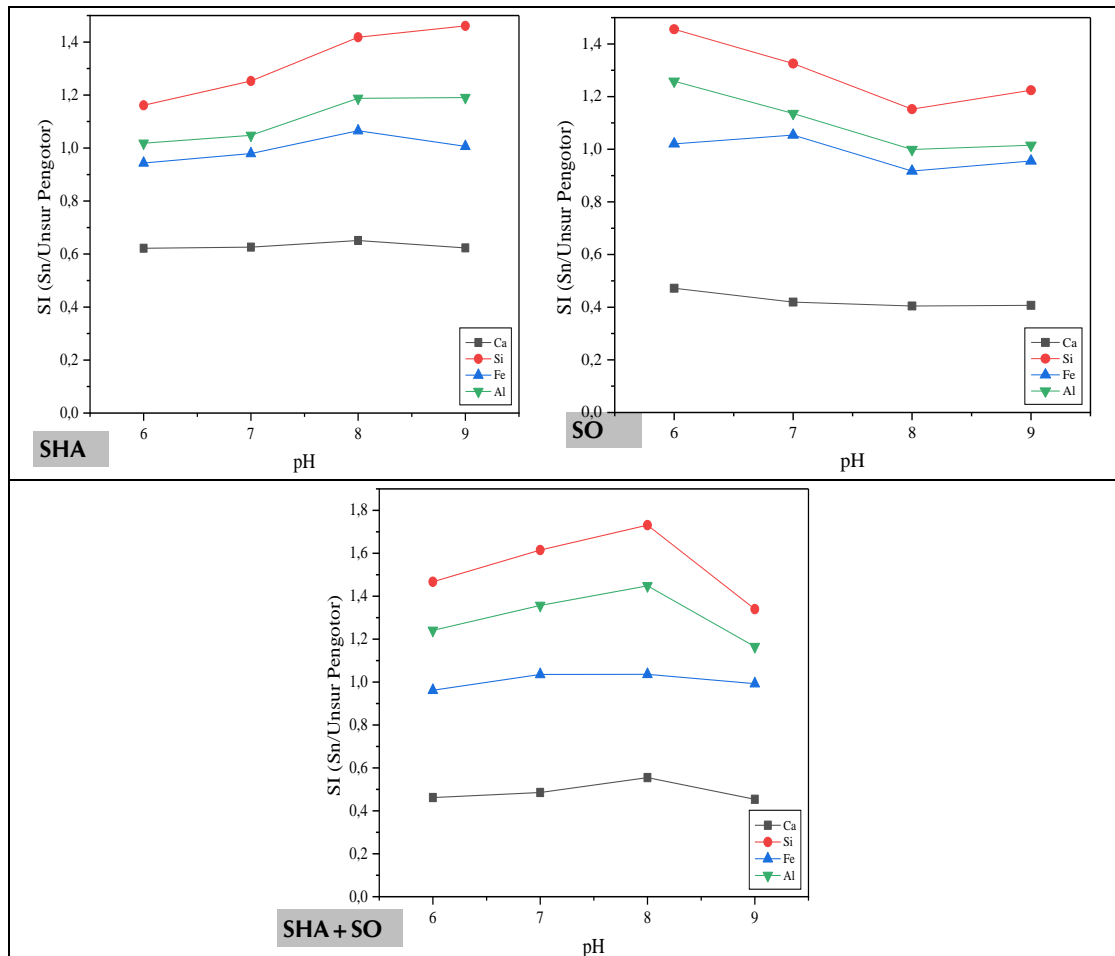 SI (Sn/Unsur Pengotor)
1,4
1,2
1,0
0,8
0,6
0,4
0,2
0,0
6 7 8 9
pH
Ca
Si
Fe
Al
SHA
SI (Sn/Unsur Pengotor)
1,4
1,2
1,0
0,8
0,6
0,4
0,2
0,0
6 7 8 9
pH
Ca
Si
Fe
Al
SO
SI (Sn/Unsur Pengotor)
1,8
1,6
1,4
1,2
1,0
0,8
0,6
0,4
0,2
0,0
6 7 8 9
pH
Ca
Si
Fe
Al
SHA + SO